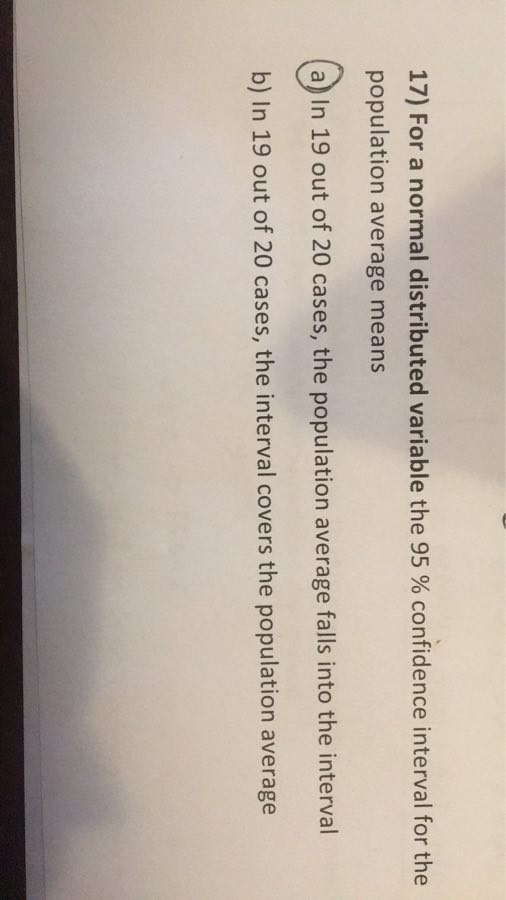 17) For a normal distributed variable the 95 % confidence interval for the
population average means
a) In 19 out of 20 cases, the population average falls into the interval
b) In 19 out of 20 cases, the interval covers the population average